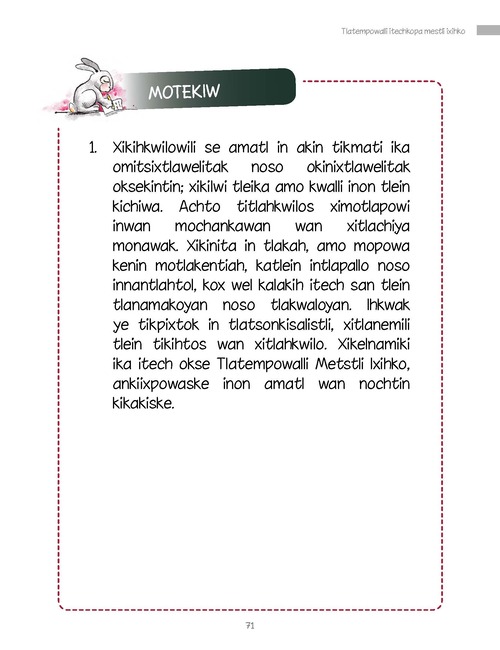 Tlatempowalli itechkopa mestli ixihko
MOTEKIW
1. Xikihkwilowili se amatl in akin tikmati ika
omitsixtlawelitak noso okinixtlawelitak
oksekintin; xikilwi tleika amo kwalli inon tlein
kichiwa. Achto titlahkwilos ximotlapowi
inwan mochankawan wan xitlachiya
monawak. Xikinita in tlakah, amo mopowa
kenin motlakentiah, katlein intlapallo noso
innantlahtol, kox wel kalakih itech san tlein
tlanamakoyan noso tlakwaloyan. Ihkwak
ye tikpixtok in tlatsonkisalistli, xitlanemili
tlein tikihtos wan xitlahkwilo. Xikelnamiki
ika itech okse Tlatempowalli Metstli Ixihko,
ankiixpowaske inon amatl wan nochtin
kikakiske.
71